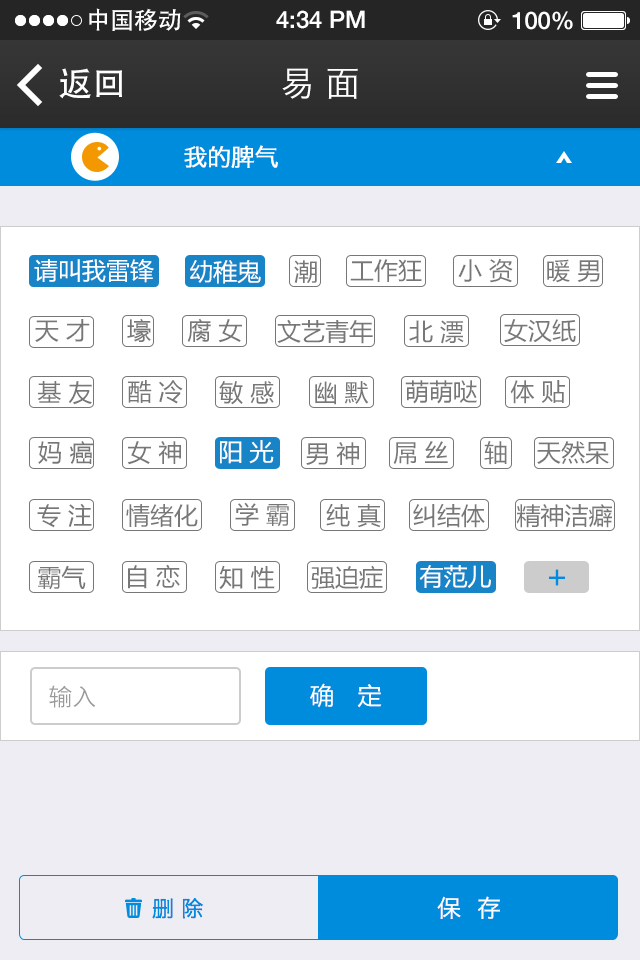 中国移动 4:34 PM 100%
返回 易面
我的脾气
请叫我雷锋 幼稚鬼 潮 工作狂 小资 暖男
天才 壕 腐女 文艺青年 北漂 女汉纸
基友 酷冷 敏感 幽默 萌萌哒 体贴
妈癌 女神 阳光 男神 屌丝 轴 天然呆
专注 情绪化 学霸 纯真 纠结体 精神洁癖
霸气 自恋 知性 强迫症 有范儿 +
输入 确定
删除 保存